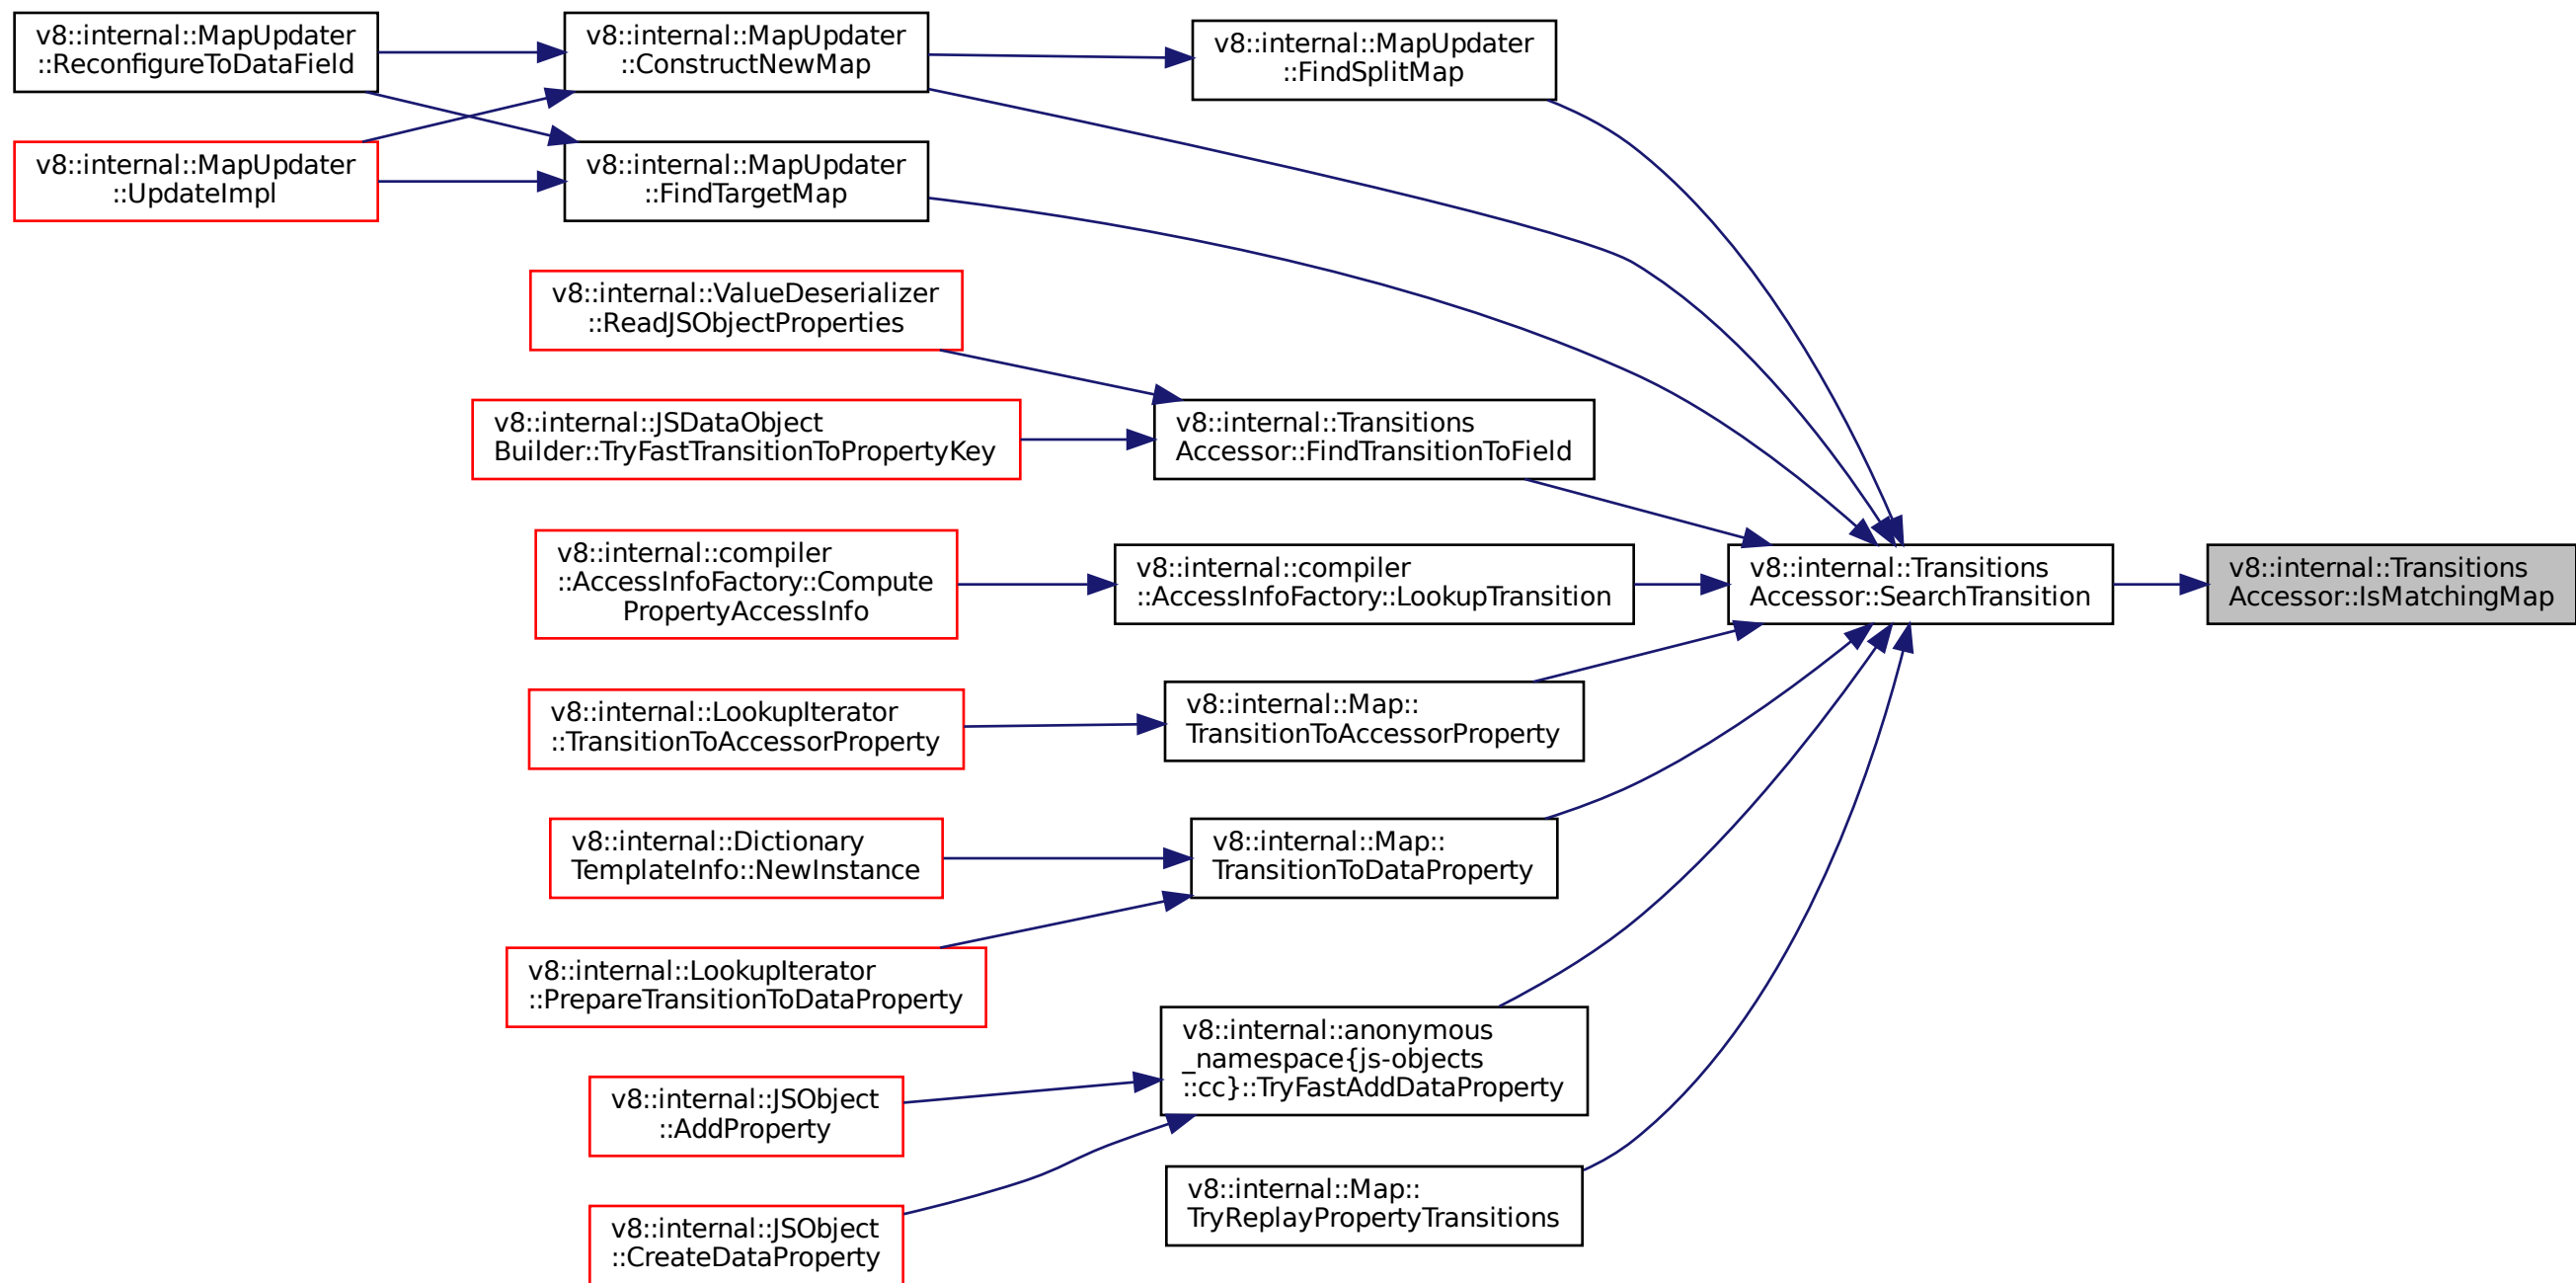 v8::internal::MapUpdater
::ReconfigureToDataField
v8::internal::MapUpdater
::ConstructNewMap
v8::internal::MapUpdater
::FindSplitMap
v8::internal::MapUpdater
::UpdateImpl
v8::internal::MapUpdater
::FindTargetMap
v8::internal::ValueDeserializer
::ReadJSObjectProperties
v8::internal::JSDataObject
Builder::TryFastTransitionToPropertyKey
v8::internal::Transitions
Accessor::FindTransitionToField
v8::internal::compiler
::AccessInfoFactory::Compute
PropertyAccessInfo
v8::internal::compiler
::AccessInfoFactory::LookupTransition
v8::internal::Transitions
Accessor::SearchTransition
v8::internal::Transitions
Accessor::IsMatchingMap
v8::internal::LookupIterator
::TransitionToAccessorProperty
v8::internal::Map::
TransitionToAccessorProperty
v8::internal::Dictionary
TemplateInfo::NewInstance
v8::internal::Map::
TransitionToDataProperty
v8::internal::LookupIterator
::PrepareTransitionToDataProperty
v8::internal::anonymous
_namespace{js-objects
::cc}::TryFastAddDataProperty
v8::internal::JSObject
::AddProperty
v8::internal::Map::
TryReplayPropertyTransitions
v8::internal::JSObject
::CreateDataProperty